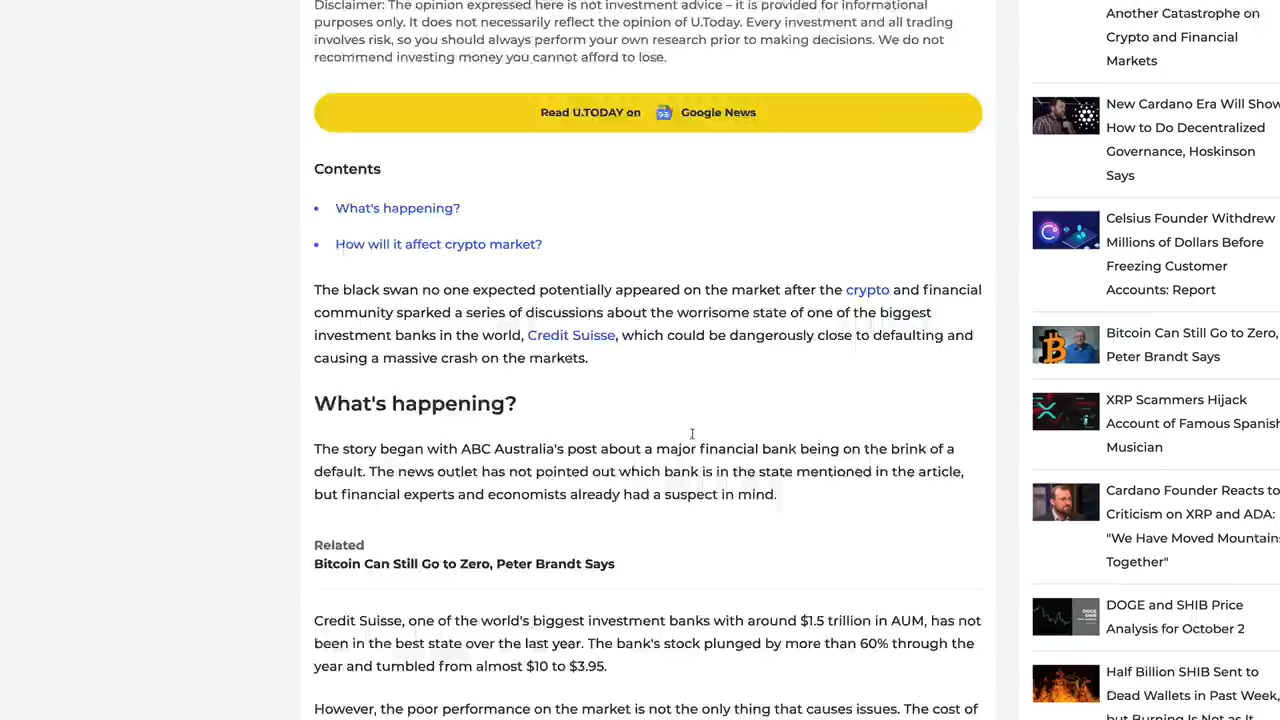 Disclaimer: The opinion expressed here is not investment advice – it is provided for informational
purposes only. It does not necessarily reflect the opinion of U.Today. Every investment and all trading
involves risk, so you should always perform your own research prior to making decisions. We do not
recommend investing money you cannot afford to lose.
Read U.TODAY on Google News
Contents
• What's happening?
• How will it affect crypto market?
The black swan no one expected potentially appeared on the market after the crypto and financial
community sparked a series of discussions about the worrisome state of one of the biggest
investment banks in the world, Credit Suisse, which could be dangerously close to defaulting and
causing a massive crash on the markets.
What's happening?
The story began with ABC Australia's post about a major financial bank being on the brink of a
default. The news outlet has not pointed out which bank is in the state mentioned in the article,
but financial experts and economists already had a suspect in mind.
Related
Bitcoin Can Still Go to Zero, Peter Brandt Says
Credit Suisse, one of the world's biggest investment banks with around $1.5 trillion in AUM, has not
been in the best state over the last year. The bank's stock plunged by more than 60% through the
year and tumbled from almost $10 to $3.95.
However, the poor performance on the market is not the only thing that causes issues. The cost of
Another Catastrophe on
Crypto and Financial
Markets
New Cardano Era Will Show
How to Do Decentralized
Governance, Hoskinson
Says
Celsius Founder Withdrew
Millions of Dollars Before
Freezing Customer
Accounts: Report
Bitcoin Can Still Go to Zero,
Peter Brandt Says
XRP Scammers Hijack
Account of Famous Spanish
Musician
Cardano Founder Reacts to
Criticism on XRP and ADA:
"We Have Moved Mountains
Together"
DOGE and SHIB Price
Analysis for October 2
Half Billion SHIB Sent to
Dead Wallets in Past Week,
but Burning Is Not as It